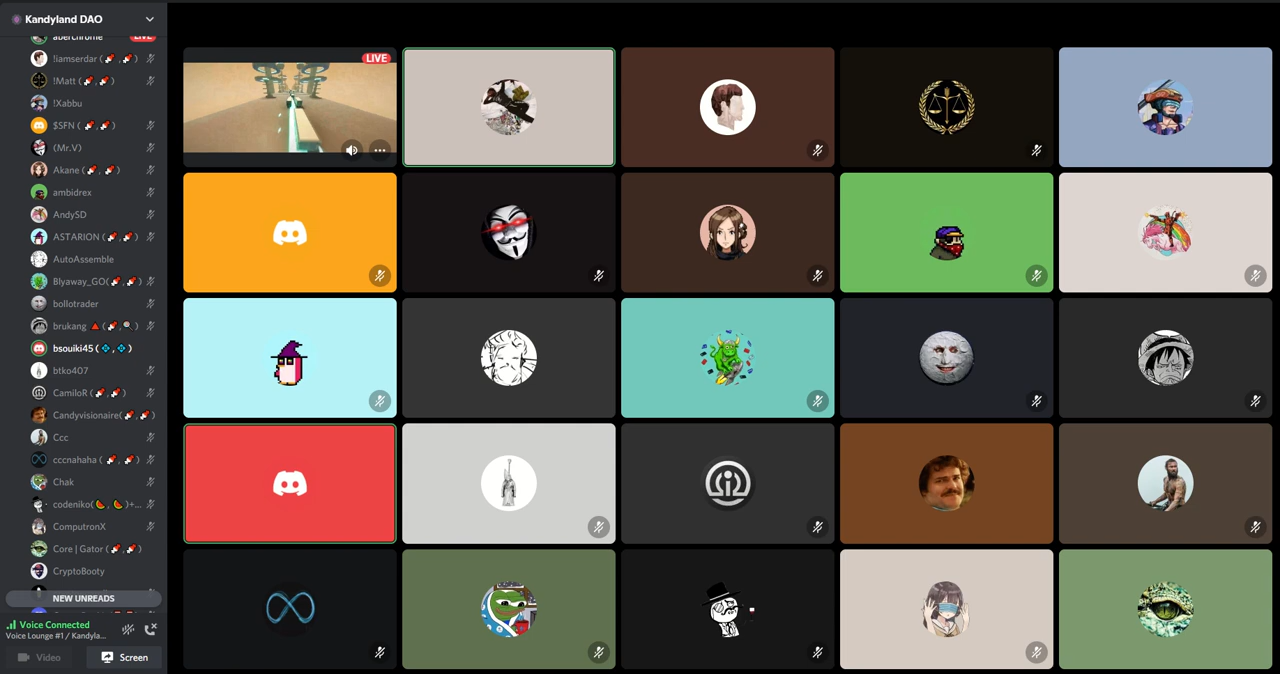 Kandyland DAO
aberchrome
LIVE
!iamserdar ( , )
!Matt ( , )
!Xabbu
$SFN ( , )
(Mr.V)
Akane ( , )
ambidrex
AndySD
ASTARION ( , )
AutoAssemble
Blyaway_GO( , )
bollotrader
brukang 🔺 ( , )
bsouiki45 ( , )
btko407
CamiloR ( , )
Candyvisionaire( , )
Ccc
cccnahaha ( , )
Chak
codeniko(🍉, 🍉)+...
ComputronX
Core | Gator ( , )
CryptoBooty
NEW UNREADS
Voice Connected
Voice Lounge #1 / Kandyla...
Video
Screen
LIVE